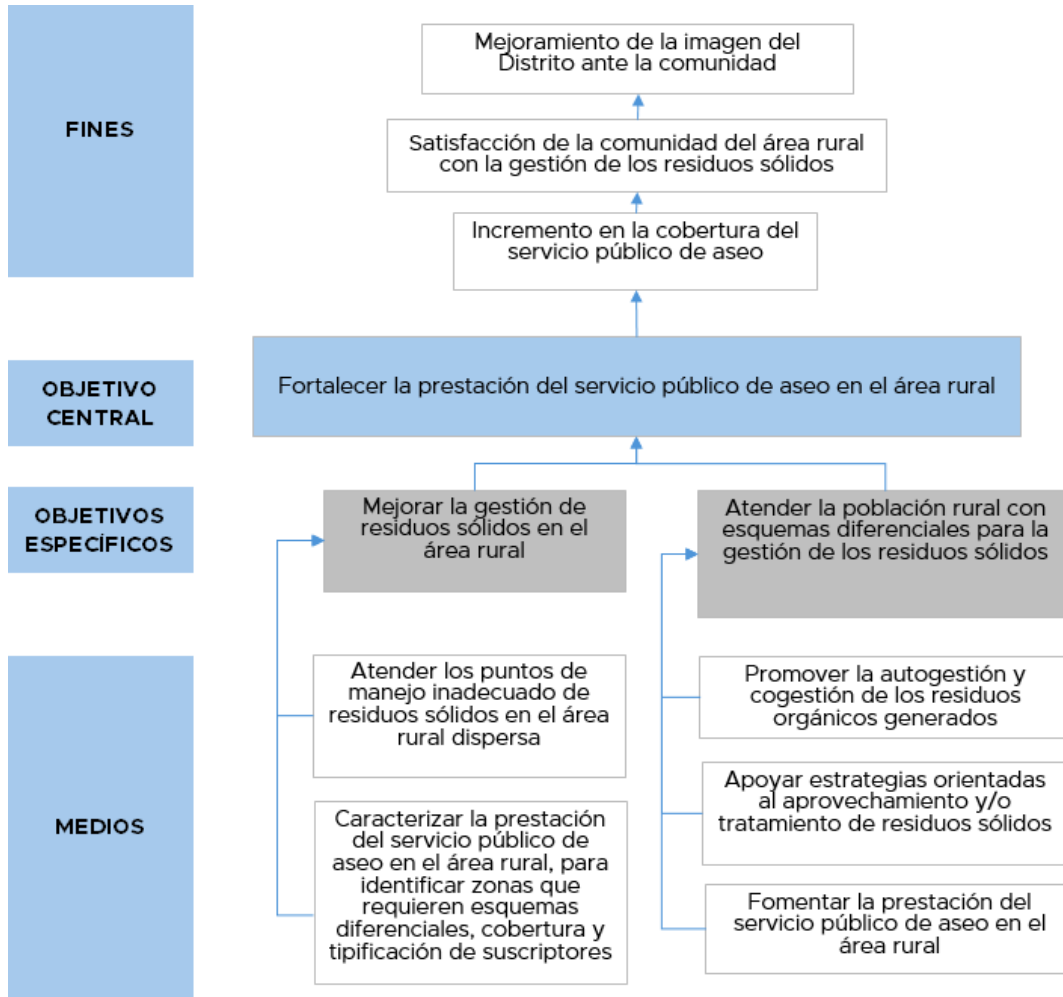 FINES
Mejoramiento de la imagen del
Distrito ante la comunidad
Satisfacción de la comunidad del área rural
con la gestión de los residuos sólidos
Incremento en la cobertura del
servicio público de aseo
OBJETIVO
CENTRAL
Fortalecer la prestación del servicio público de aseo en el área rural
OBJETIVOS
ESPECÍFICOS
Mejorar la gestión de
residuos sólidos en el
área rural
Atender la población rural con
esquemas diferenciales para la
gestión de los residuos sólidos
MEDIOS
Atender los puntos de
manejo inadecuado de
residuos sólidos en el área
rural dispersa
Caracterizar la prestación
del servicio público de
aseo en el área rural, para
identificar zonas que
requieren esquemas
diferenciales, cobertura y
tipificación de suscriptores
Promover la autogestión y
cogestión de los residuos
orgánicos generados
Apoyar estrategias orientadas
al aprovechamiento y/o
tratamiento de residuos sólidos
Fomentar la prestación del
servicio público de aseo en el
área rural